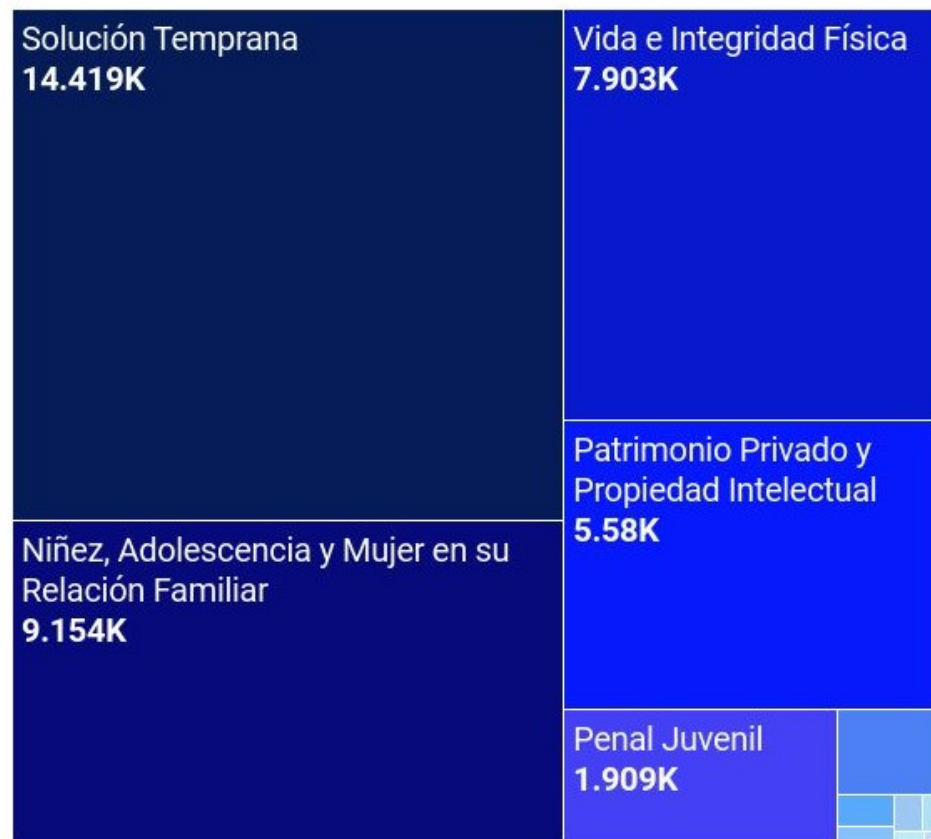 Solución Temprana
14.419K
Vida e Integridad Física
7.903K
Patrimonio Privado y
Propiedad Intelectual
5.58K
Niñez, Adolescencia y Mujer en su
Relación Familiar
9.154K
Penal Juvenil
1.909K